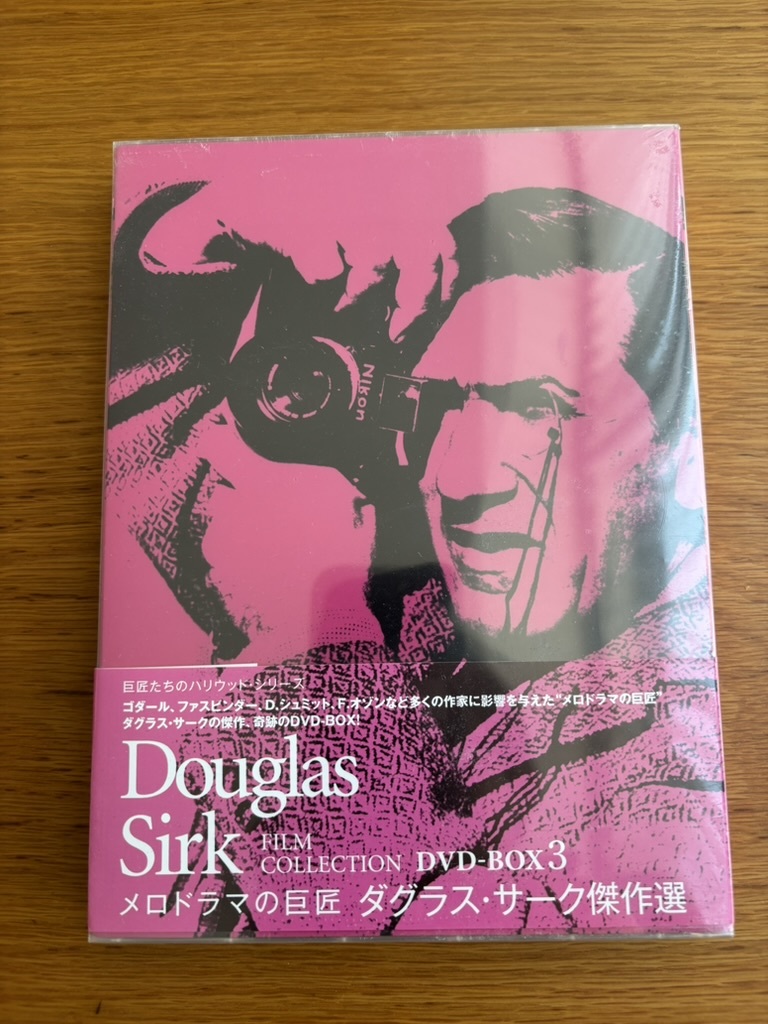 Nikon
巨匠たちのハリウッド・シリーズ
ゴダール、ファスビンダー、D.シュミット、F.オゾンなど多くの作家に影響を与えた“メロドラマの巨匠”
ダグラス・サークの傑作、奇跡のDVD-BOX!
Douglas
Sirk FILM
COLLECTION DVD-BOX3
メロドラマの巨匠 ダグラス・サーク傑作選